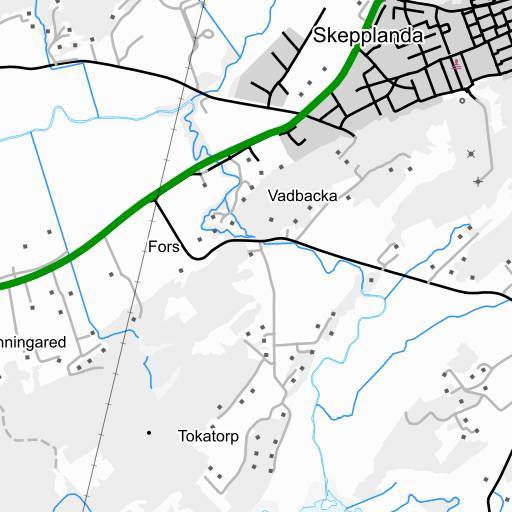 Skepplanda
Vadbacka
Fors
nningared
Tokatorp